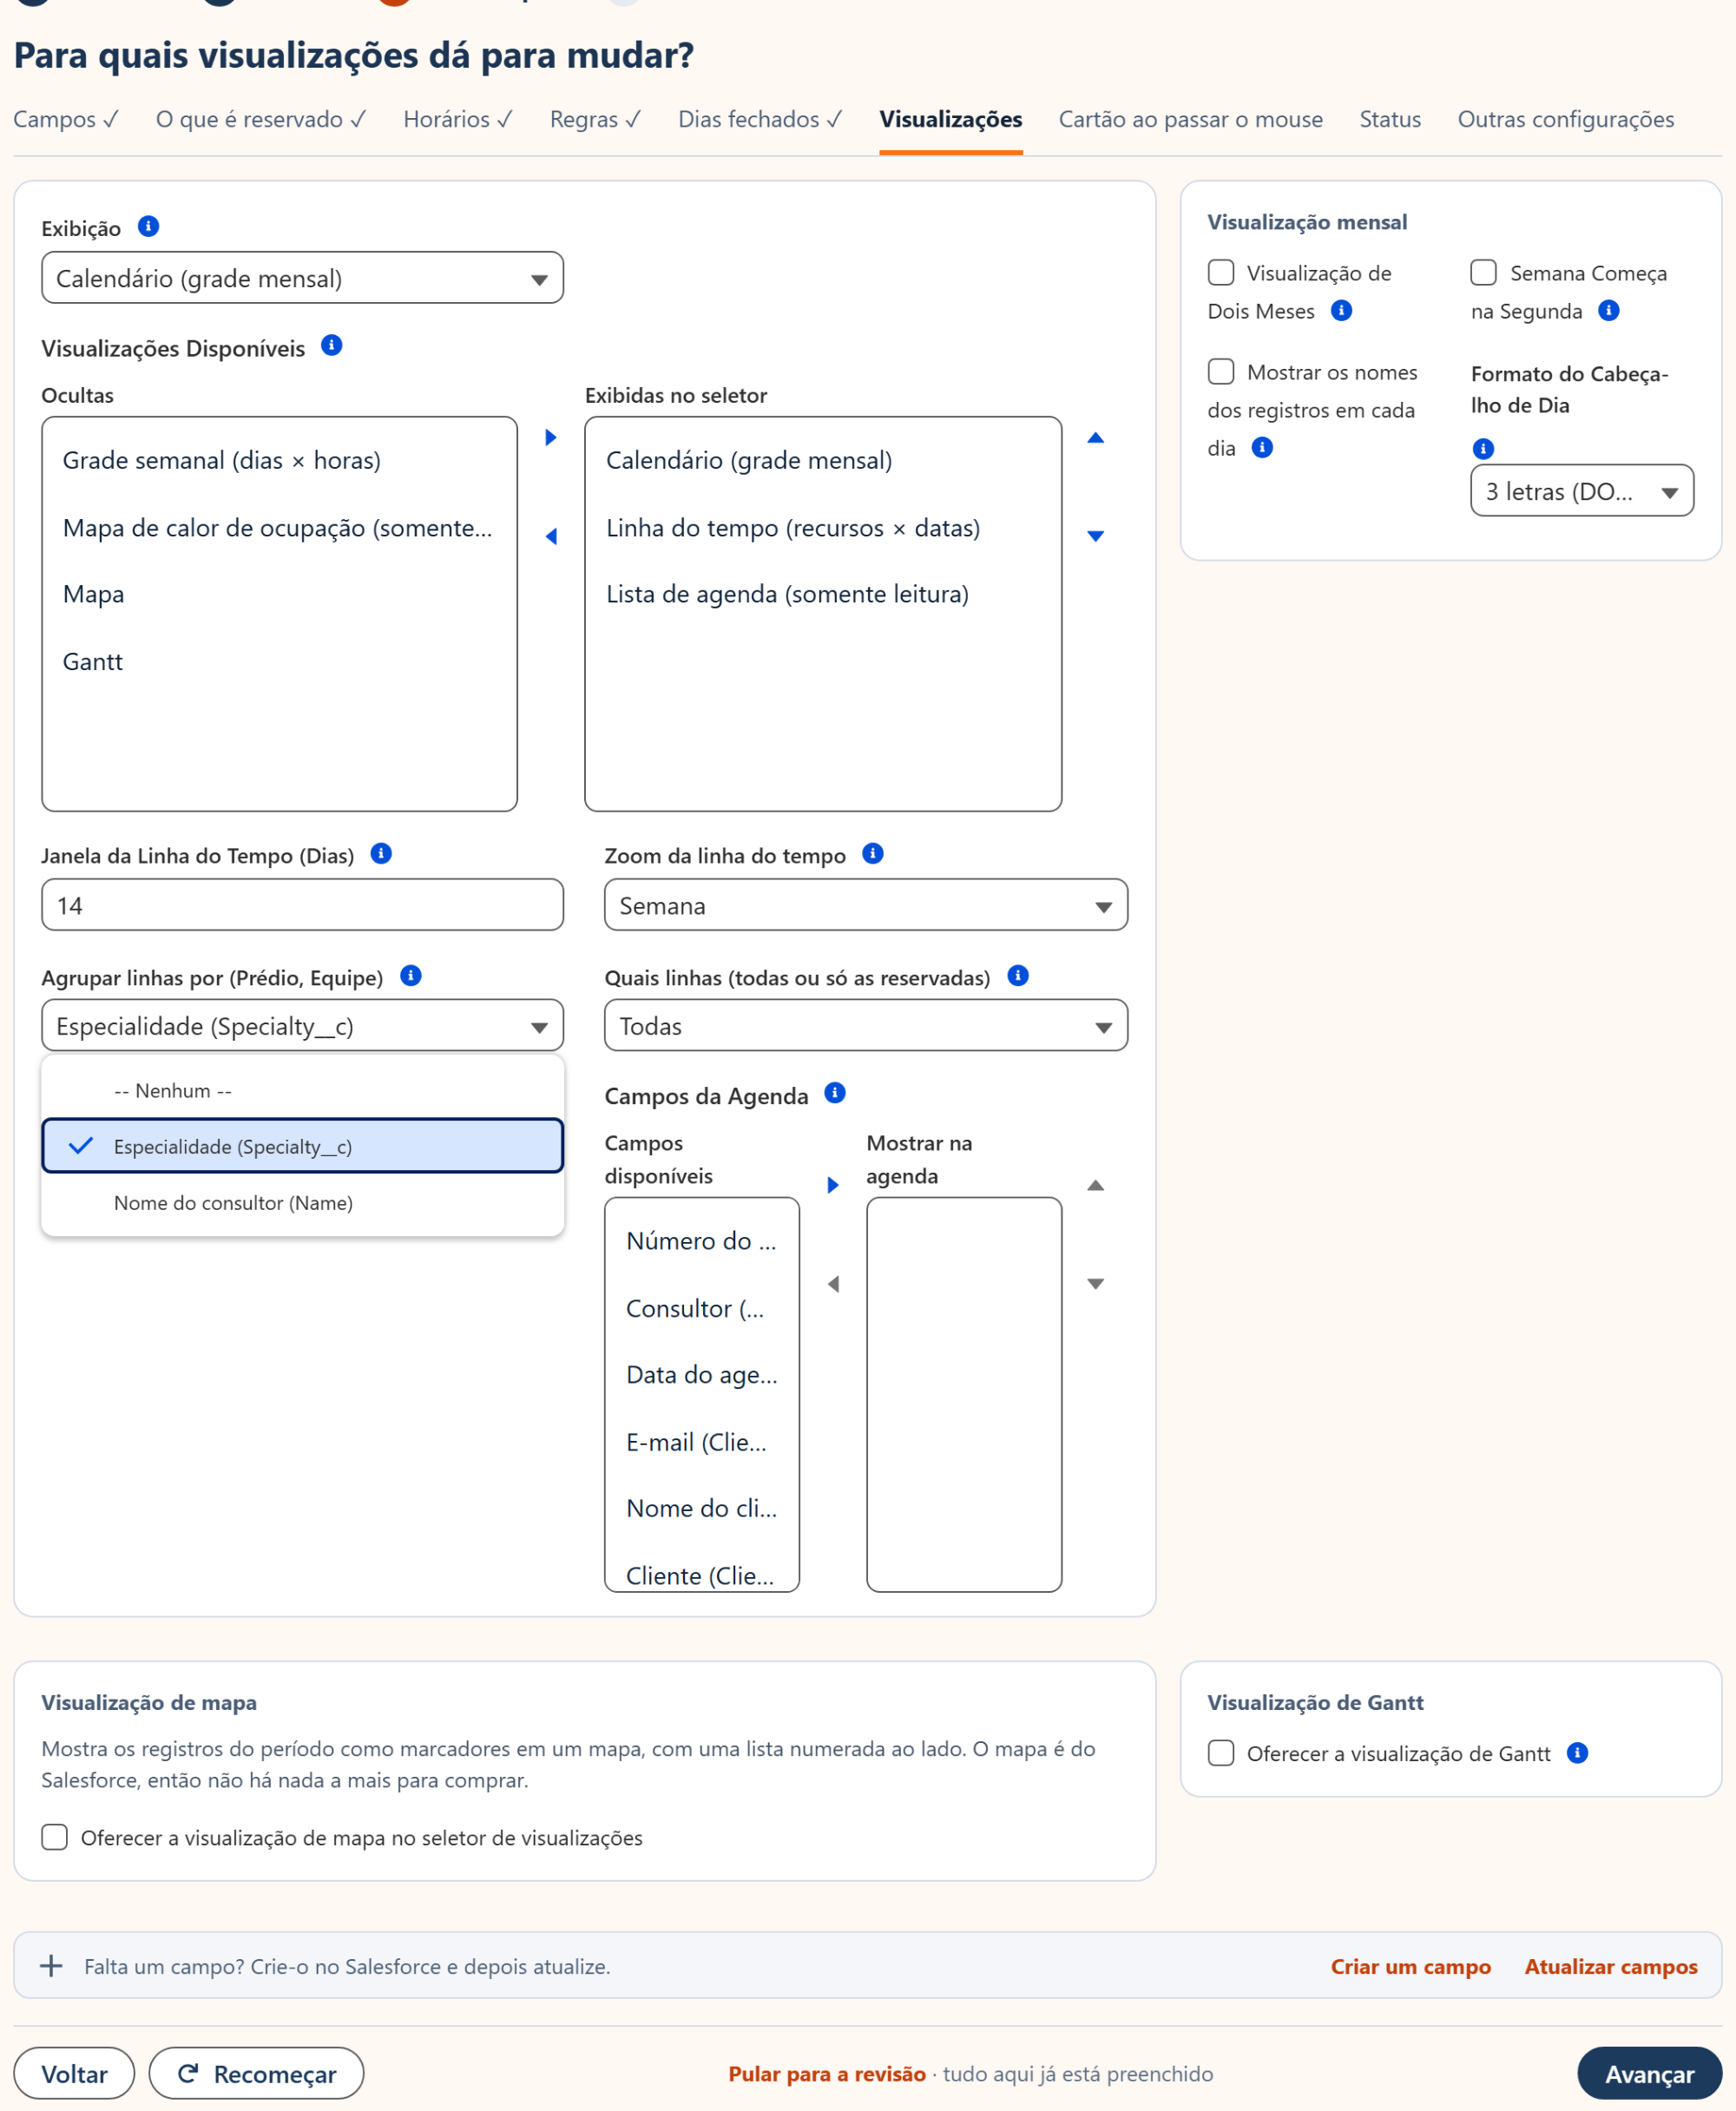 Para quais visualizações dá para mudar?
Campos ✓
O que é reservado ✓
Horários ✓
Regras ✓
Dias fechados ✓
Visualizações
Cartão ao passar o mouse
Status
Outras configurações
Exibição
Calendário (grade mensal)
Visualizações Disponíveis
Ocultas
Grade semanal (dias × horas)
Mapa de calor de ocupação (somente...
Mapa
Gantt
Exibidas no seletor
Calendário (grade mensal)
Linha do tempo (recursos × datas)
Lista de agenda (somente leitura)
Janela da Linha do Tempo (Dias)
14
Zoom da linha do tempo
Semana
Agrupar linhas por (Prédio, Equipe)
Especialidade (Specialty__c)
-- Nenhum --
Especialidade (Specialty__c)
Nome do consultor (Name)
Quais linhas (todas ou só as reservadas)
Todas
Campos da Agenda
Campos
disponíveis
Número do ...
Consultor (...
Data do age...
E-mail (Clie...
Nome do cli...
Cliente (Clie...
Mostrar na
agenda
Visualização mensal
Visualização de
Dois Meses
Semana Começa
na Segunda
Mostrar os nomes
dos registros em cada
dia
Formato do Cabeça-
lho de Dia
3 letras (DO...
Visualização de mapa
Mostra os registros do período como marcadores em um mapa, com uma lista numerada ao lado. O mapa é do
Salesforce, então não há nada a mais para comprar.
Oferecer a visualização de mapa no seletor de visualizações
Visualização de Gantt
Oferecer a visualização de Gantt
Falta um campo? Crie-o no Salesforce e depois atualize.
Criar um campo
Atualizar campos
Voltar
Recomeçar
Pular para a revisão · tudo aqui já está preenchido
Avançar